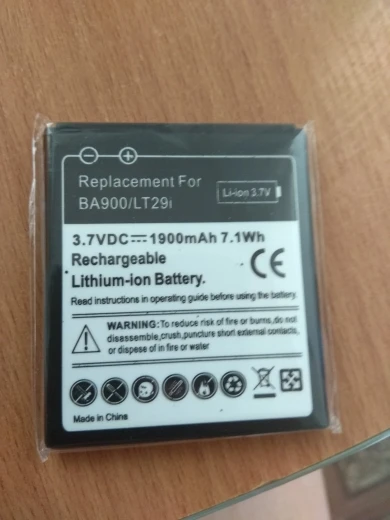 Replacement For
BA900/LT29i
Li-ion 3.7V
3.7VDC⎓1900mAh 7.1Wh
Rechargeable
Lithium-ion Battery.
CE
Read instructions in operating guide before using the battery.
WARNING:To reduce risk of fire or burns,do not
disassemble,crush,puncture short external contacts,
or dispese of in fire or water
Made in China